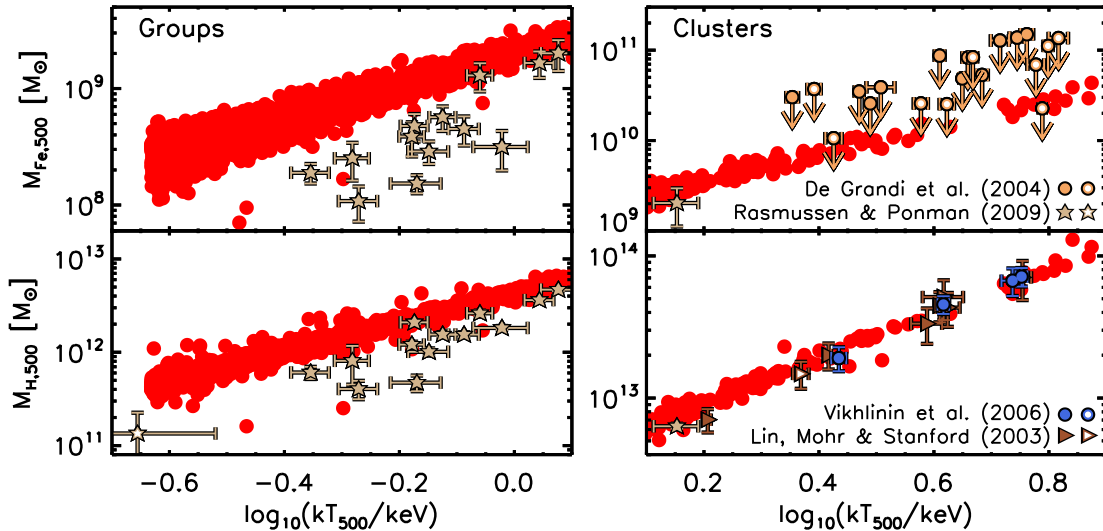 Groups
Clusters
M_Fe,500 [M_⊙]
10^9
10^8
10^11
10^10
10^9
De Grandi et al. (2004)
Rasmussen & Ponman (2009)
M_H,500 [M_⊙]
10^13
10^12
10^11
10^14
10^13
Vikhlinin et al. (2006)
Lin, Mohr & Stanford (2003)
−0.6 −0.4 −0.2 0.0
0.2 0.4 0.6 0.8
log_10(kT_500/keV)
log_10(kT_500/keV)